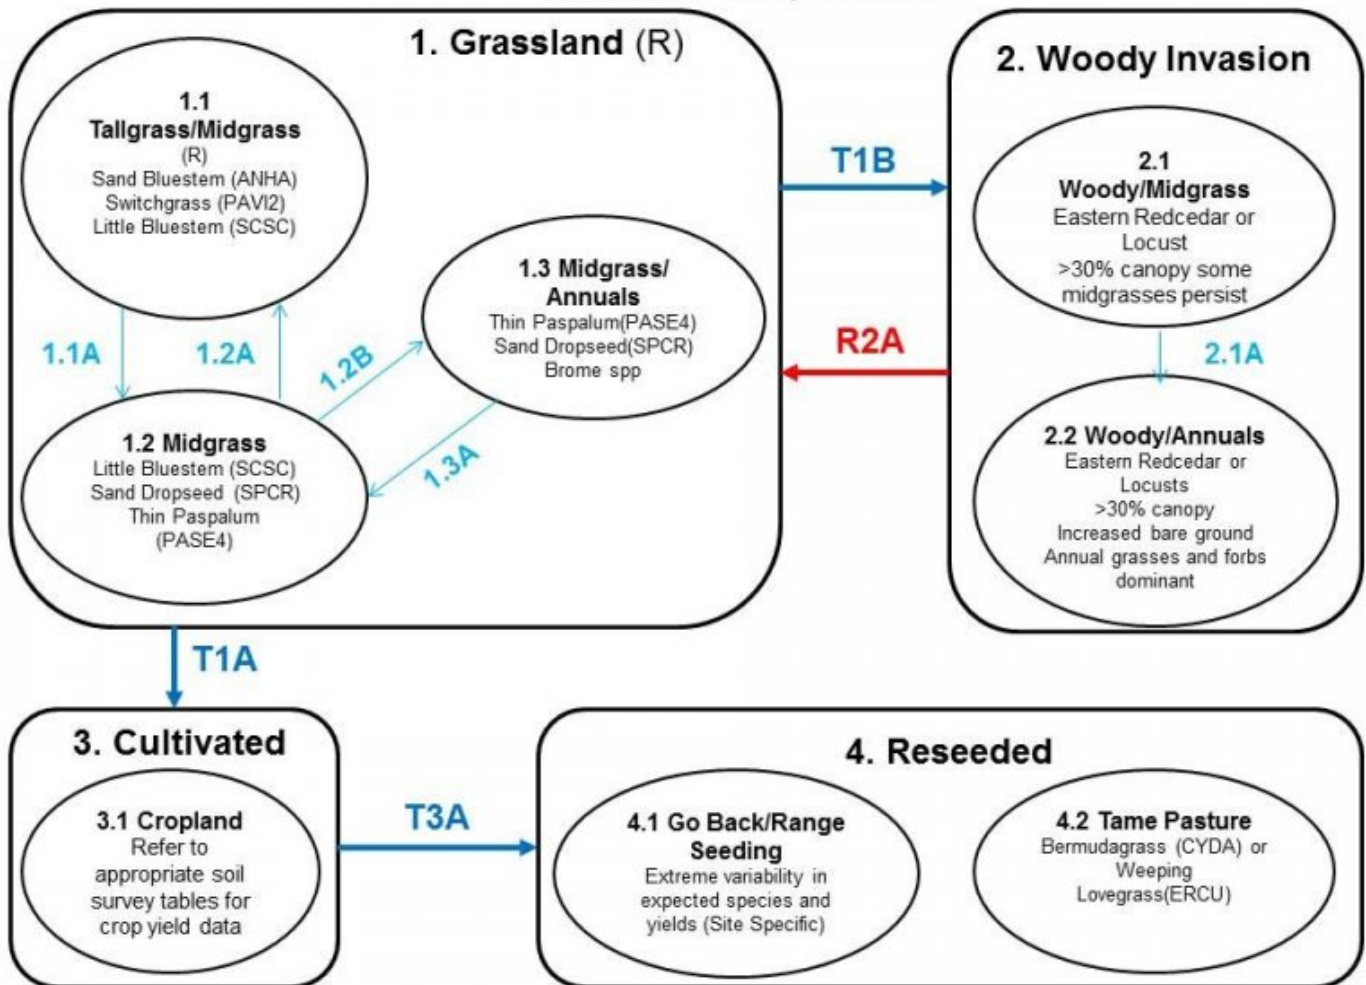 1. Grassland (R)
1.1
Tallgrass/Midgrass
(R)
Sand Bluestem (ANHA)
Switchgrass (PAVI2)
Little Bluestem (SCSC)
1.1A
1.2A
1.2B
1.3A
1.3 Midgrass/
Annuals
Thin Paspalum(PASE4)
Sand Dropseed(SPCR)
Brome spp
1.2 Midgrass
Little Bluestem (SCSC)
Sand Dropseed (SPCR)
Thin Paspalum
(PASE4)
T1B
R2A
2. Woody Invasion
2.1
Woody/Midgrass
Eastern Redcedar or
Locust
>30% canopy some
midgrasses persist
2.1A
2.2 Woody/Annuals
Eastern Redcedar or
Locusts
>30% canopy
Increased bare ground
Annual grasses and forbs
dominant
T1A
3. Cultivated
3.1 Cropland
Refer to
appropriate soil
survey tables for
crop yield data
T3A
4. Reseeded
4.1 Go Back/Range
Seeding
Extreme variability in
expected species and
yields (Site Specific)
4.2 Tame Pasture
Bermudagrass (CYDA) or
Weeping
Lovegrass(ERCU)